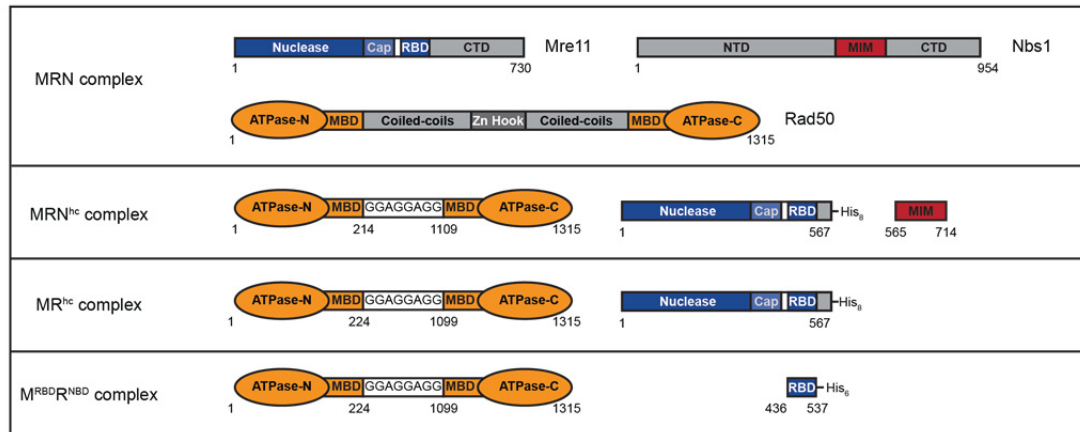 Nuclease Cap RBD CTD Mre11 NTD MIM CTD Nbs1
1 730 1 954
MRN complex
ATPase-N MBD Coiled-coils Zn Hook Coiled-coils MBD ATPase-C Rad50
1 1315
MRNʰᶜ complex ATPase-N MBD GGAGGAGG MBD ATPase-C Nuclease Cap RBD His₈ MIM
1 214 1109 1315 1 567 565 714
MRʰᶜ complex ATPase-N MBD GGAGGAGG MBD ATPase-C Nuclease Cap RBD His₈
1 224 1099 1315 1 567
MᴿᴮᴰRᴺᴮᴰ complex ATPase-N MBD GGAGGAGG MBD ATPase-C RBD His₆
1 224 1099 1315 436 537